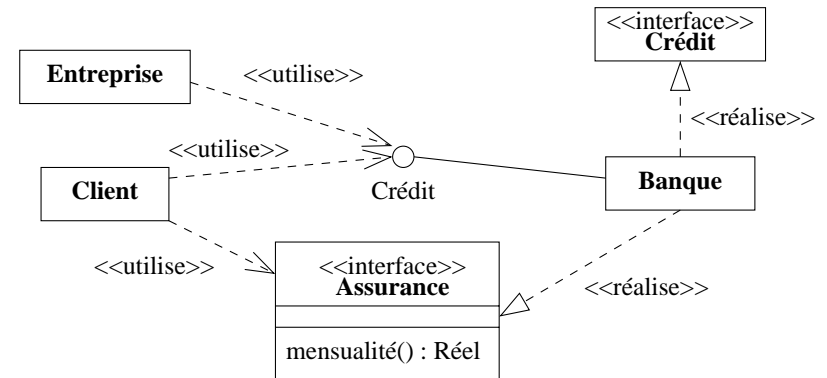 <<interface>>
Crédit
Entreprise
<<utilise>>
<<réalise>>
<<utilise>>
Client
Crédit
Banque
<<utilise>>
<<interface>>
Assurance
<<réalise>>
mensualité() : Réel